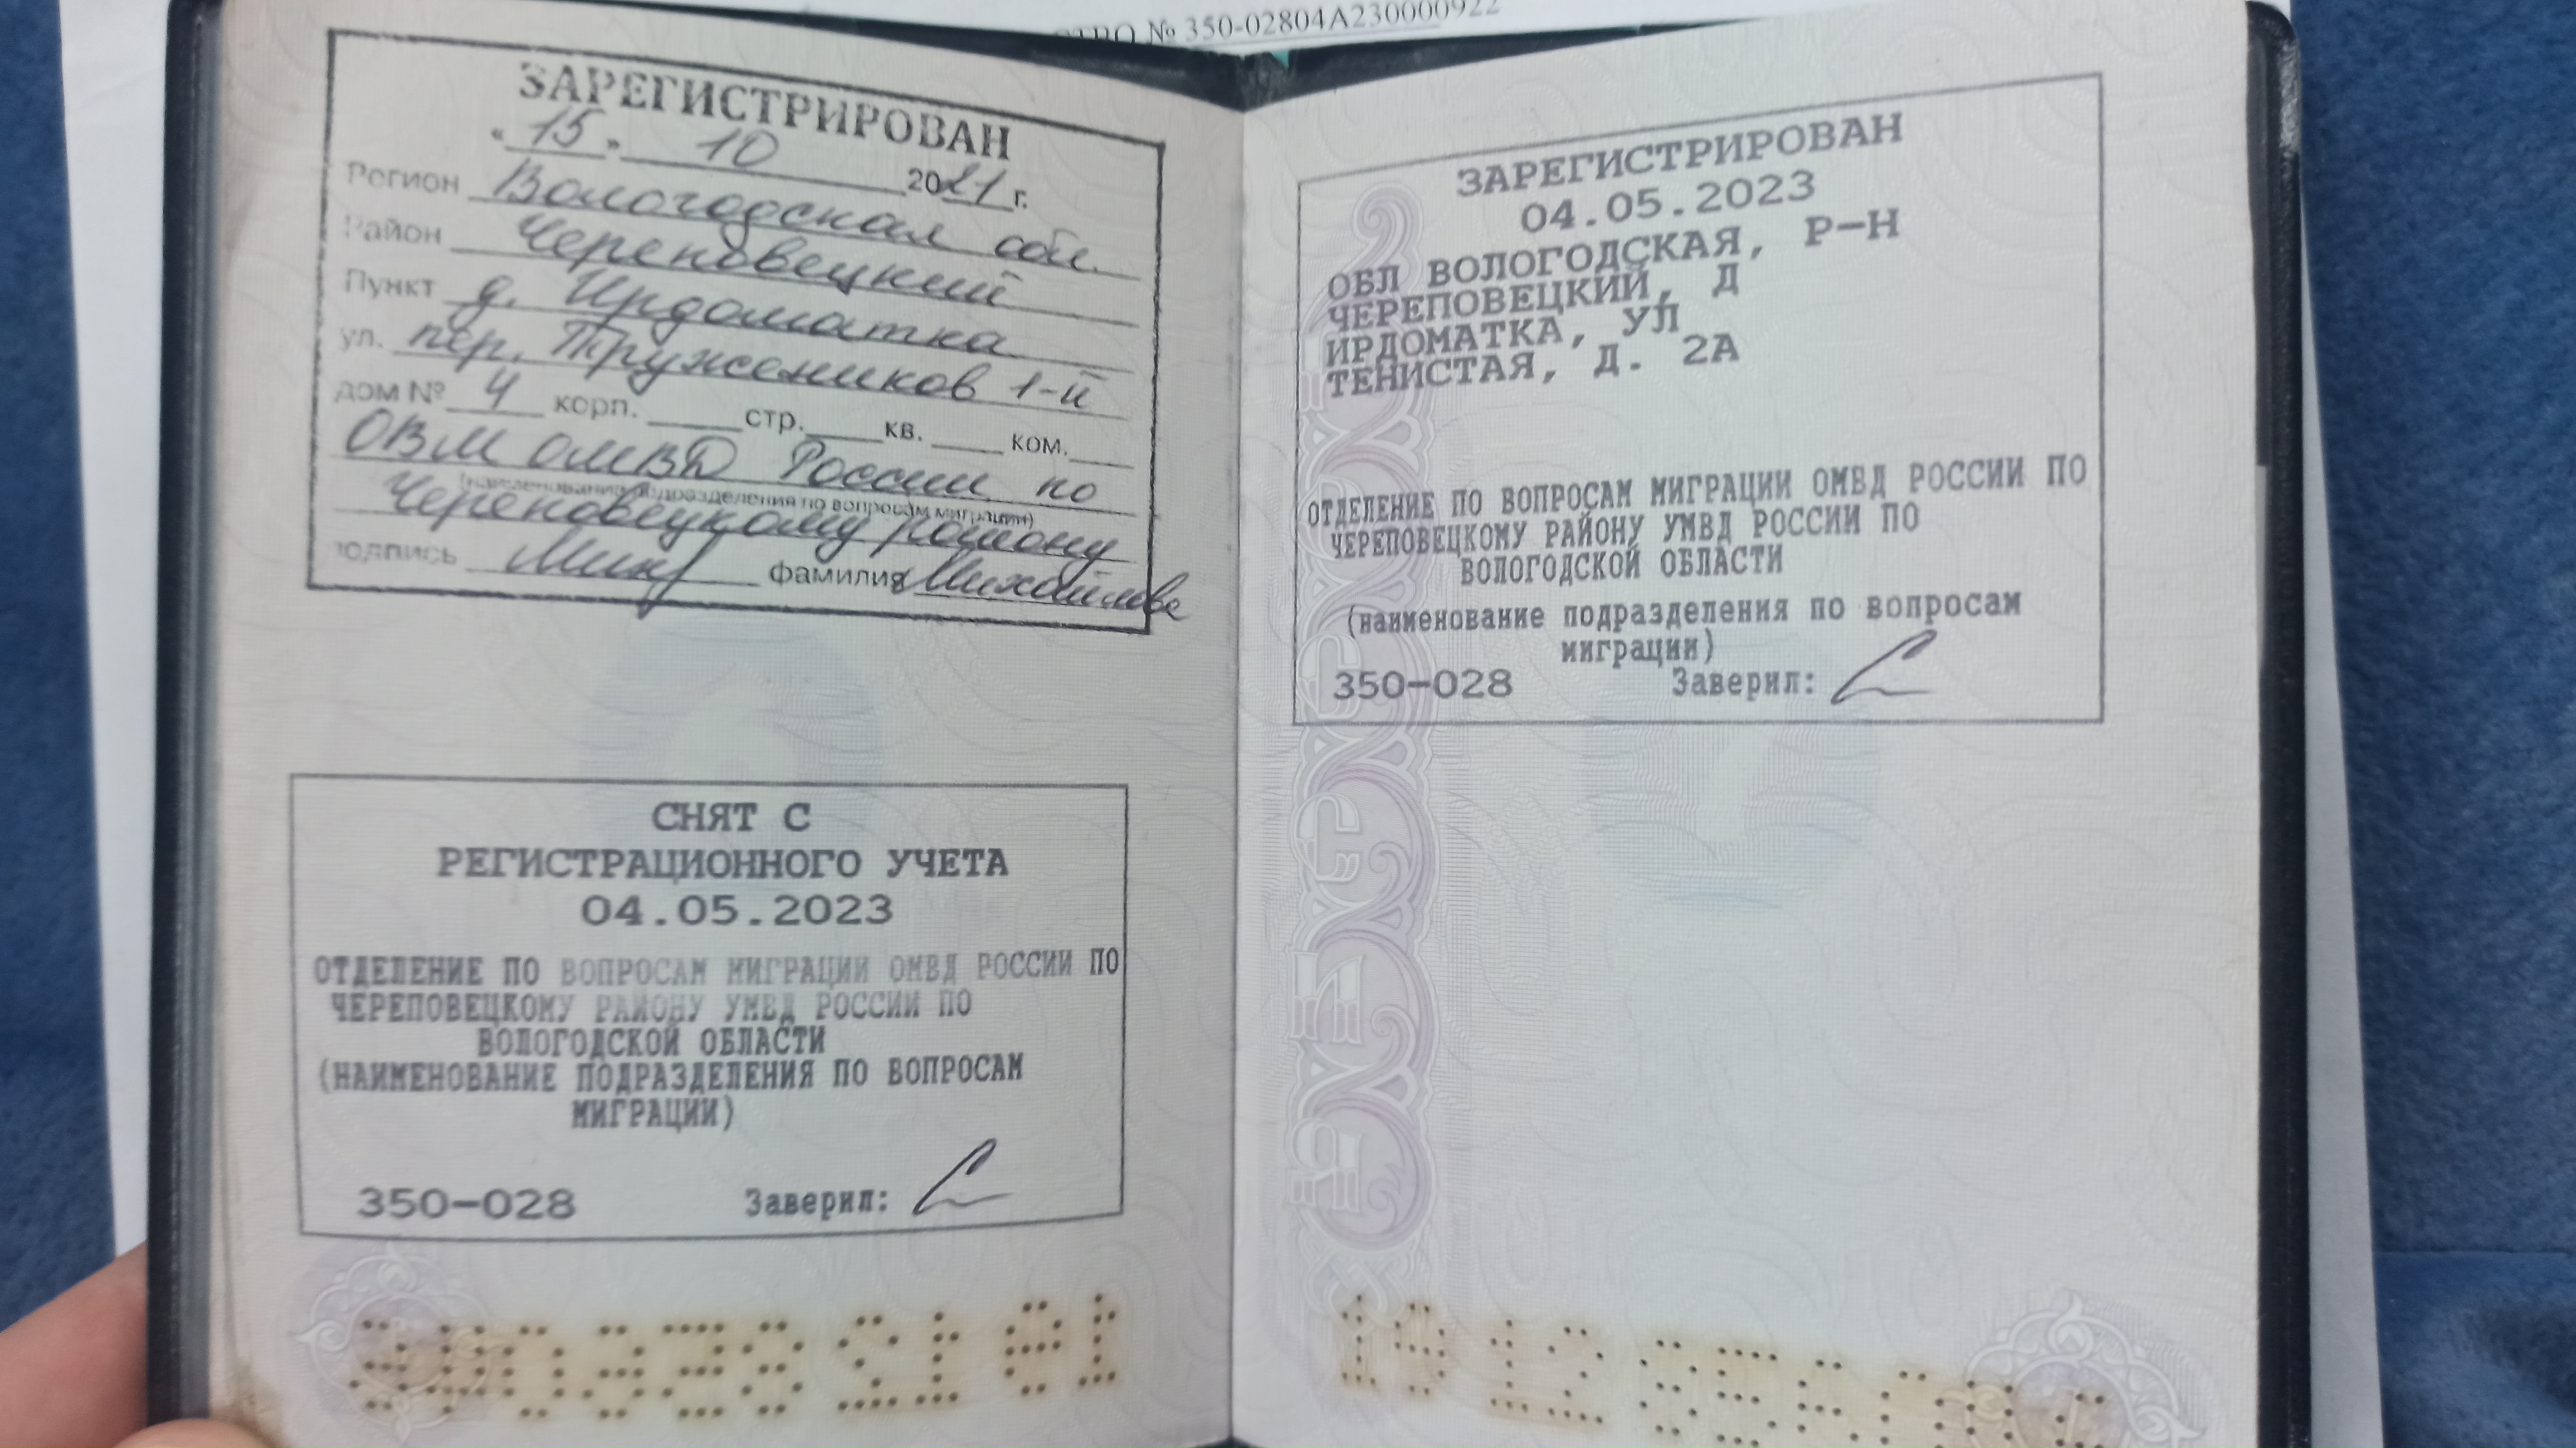 № 350-02804А230000922
ЗАРЕГИСТРИРОВАН
« 15 » 10 2021 г.
Регион Вологодская обл.
Район Череповецкий
Пункт д. Ирдоматка
ул. пер. Тружеников 1-й
дом № 4 корп. стр. кв. ком.
ОВМ ОМВД России по
(наименование подразделения по вопросам миграции)
Череповецкому району
подпись фамилия Михайлова
СНЯТ С
РЕГИСТРАЦИОННОГО УЧЕТА
04.05.2023
ОТДЕЛЕНИЕ ПО ВОПРОСАМ МИГРАЦИИ ОМВД РОССИИ ПО
ЧЕРЕПОВЕЦКОМУ РАЙОНУ УМВД РОССИИ ПО
ВОЛОГОДСКОЙ ОБЛАСТИ
(НАИМЕНОВАНИЕ ПОДРАЗДЕЛЕНИЯ ПО ВОПРОСАМ
МИГРАЦИИ)
350-028 Заверил:
ЗАРЕГИСТРИРОВАН
04.05.2023
ОБЛ ВОЛОГОДСКАЯ, Р-Н
ЧЕРЕПОВЕЦКИЙ, Д
ИРДОМАТКА, УЛ
ТЕНИСТАЯ, Д. 2А
ОТДЕЛЕНИЕ ПО ВОПРОСАМ МИГРАЦИИ ОМВД РОССИИ ПО
ЧЕРЕПОВЕЦКОМУ РАЙОНУ УМВД РОССИИ ПО
ВОЛОГОДСКОЙ ОБЛАСТИ
(наименование подразделения по вопросам
миграции)
350-028 Заверил:
19 12